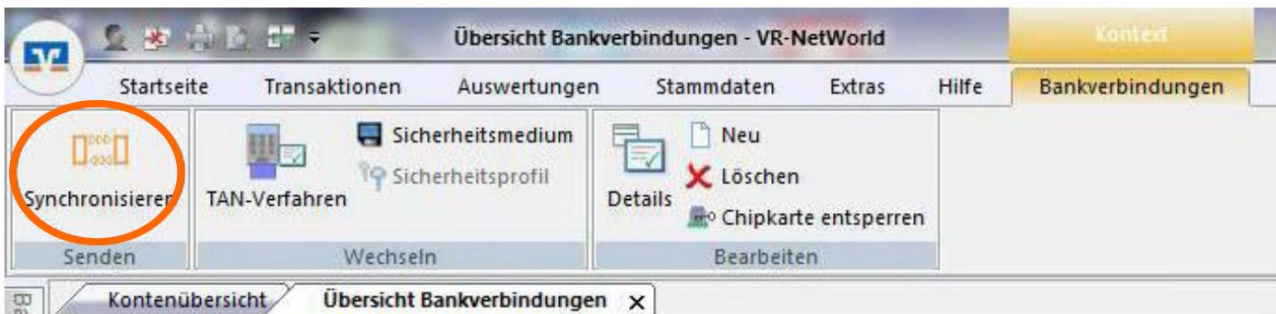 Übersicht Bankverbindungen - VR-NetWorld
Kontext
Startseite Transaktionen Auswertungen Stammdaten Extras Hilfe Bankverbindungen
Synchronisieren
TAN-Verfahren
Sicherheitsmedium
Sicherheitsprofil
Details
Neu
Löschen
Chipkarte entsperren
Senden Wechseln Bearbeiten
Kontenübersicht Übersicht Bankverbindungen x